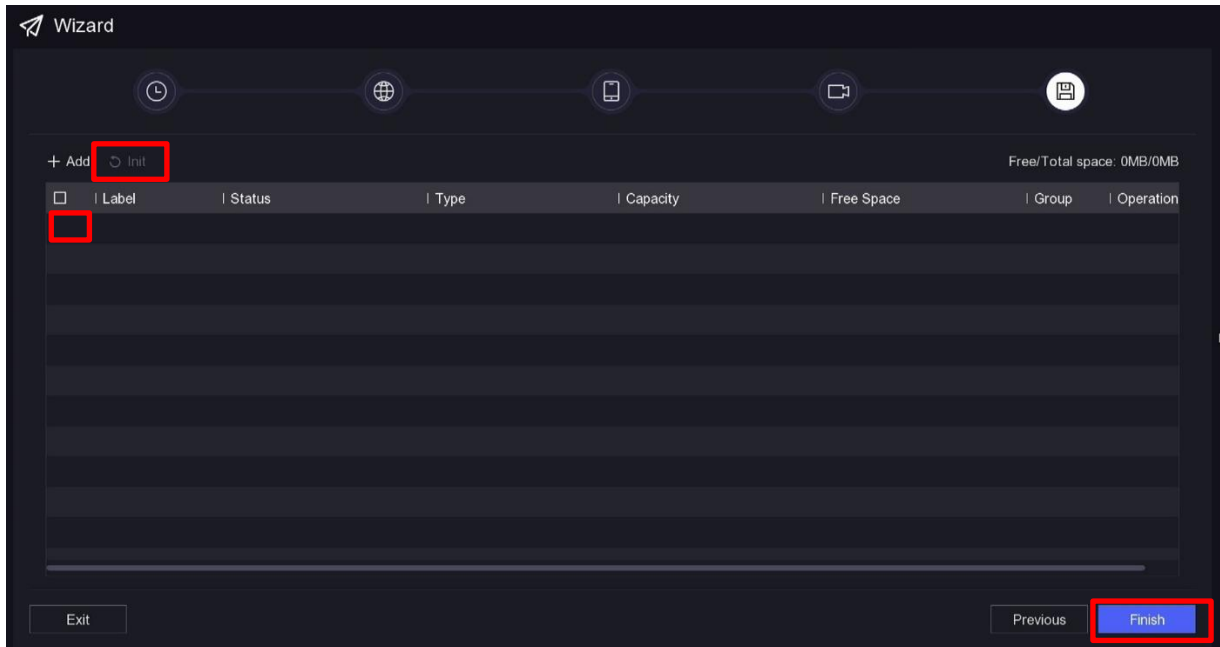 Wizard
+ Add Init Free/Total space: 0MB/0MB
Label Status Type Capacity Free Space Group Operation
Exit Previous Finish